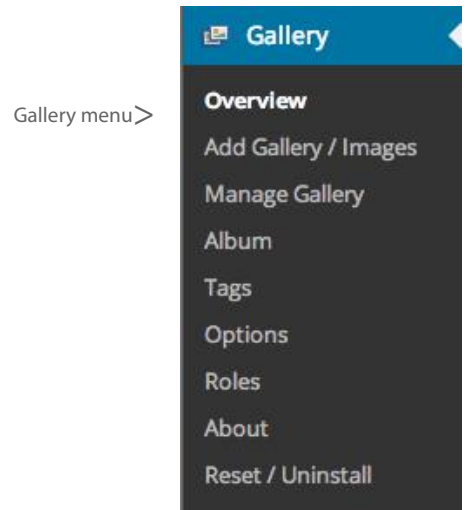 Gallery
Gallery menu>
Overview
Add Gallery / Images
Manage Gallery
Album
Tags
Options
Roles
About
Reset / Uninstall